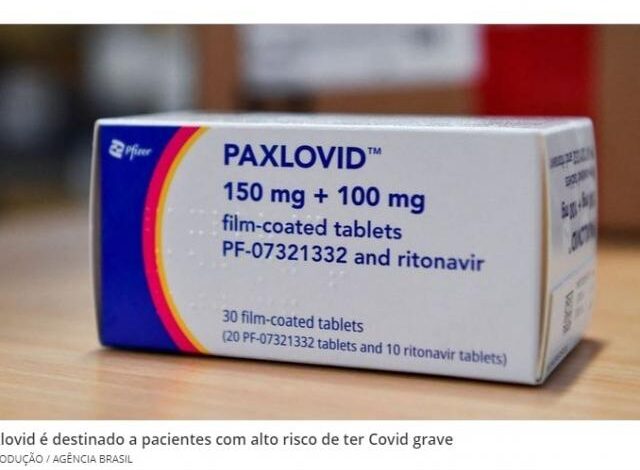 Pfizer
PAXLOVID™
150 mg + 100 mg
film-coated tablets
PF-07321332 and ritonavir
30 film-coated tablets
(20 PF-07321332 tablets and 10 ritonavir tablets)
lovid é destinado a pacientes com alto risco de ter Covid grave
ODUÇÃO / AGÊNCIA BRASIL